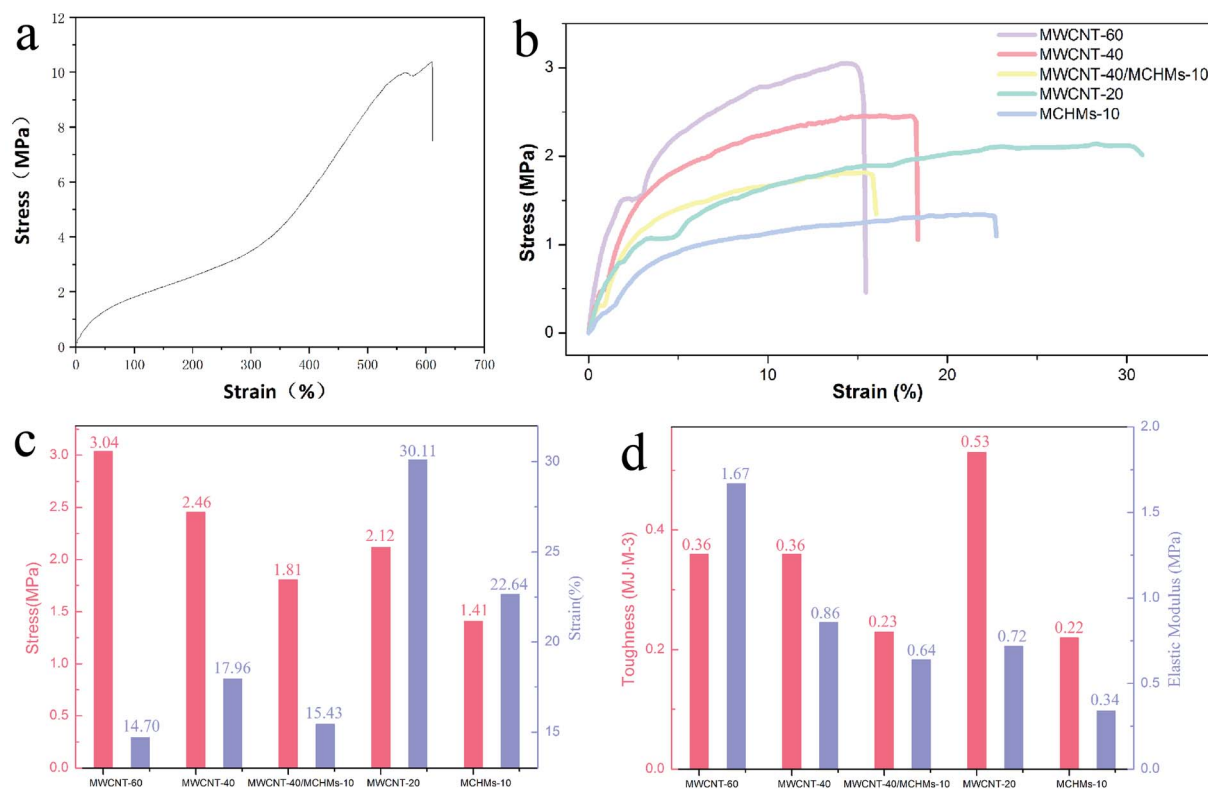 a
12
10
8
6
4
2
0
Stress（MPa）
0 100 200 300 400 500 600 700
Strain（%）
b
3
2
1
0
Stress (MPa)
MWCNT-60
MWCNT-40
MWCNT-40/MCHMs-10
MWCNT-20
MCHMs-10
0 10 20 30
Strain (%)
c
3.0
2.5
2.0
1.5
1.0
0.5
0.0
Stress(MPa)
3.04
14.70
2.46
17.96
1.81
15.43
2.12
30.11
1.41
22.64
30
25
20
15
Strain(%)
MWCNT-60 MWCNT-40 MWCNT-40/MCHMs-10 MWCNT-20 MCHMs-10
d
0.4
0.2
0.0
Toughness (MJ·M-3)
0.36
1.67
0.36
0.86
0.23
0.64
0.53
0.72
0.22
0.34
2.0
1.5
1.0
0.5
0.0
Elastic Modulus (MPa)
MWCNT-60 MWCNT-40 MWCNT-40/MCHMs-10 MWCNT-20 MCHMs-10